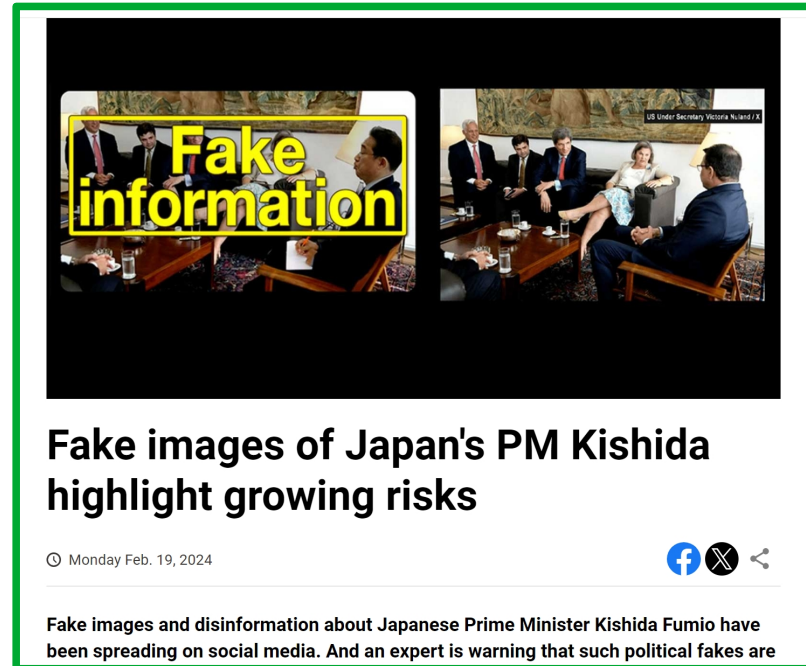 Fake
information
US Under Secretary Victoria Nuland / X
Fake images of Japan's PM Kishida
highlight growing risks
Monday Feb. 19, 2024
Fake images and disinformation about Japanese Prime Minister Kishida Fumio have
been spreading on social media. And an expert is warning that such political fakes are